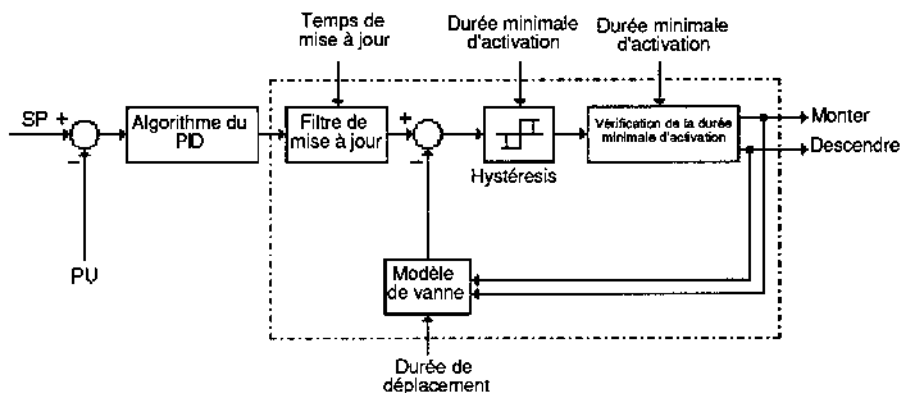 Temps de
mise à jour
Durée minimale
d'activation
Durée minimale
d'activation
SP +
−
PV
Algorithme du
PID
Filtre de
mise à jour
+
−
Hystéresis
Vérification de la durée
minimale d'activation
Monter
Descendre
Modèle
de vanne
Durée de
déplacement